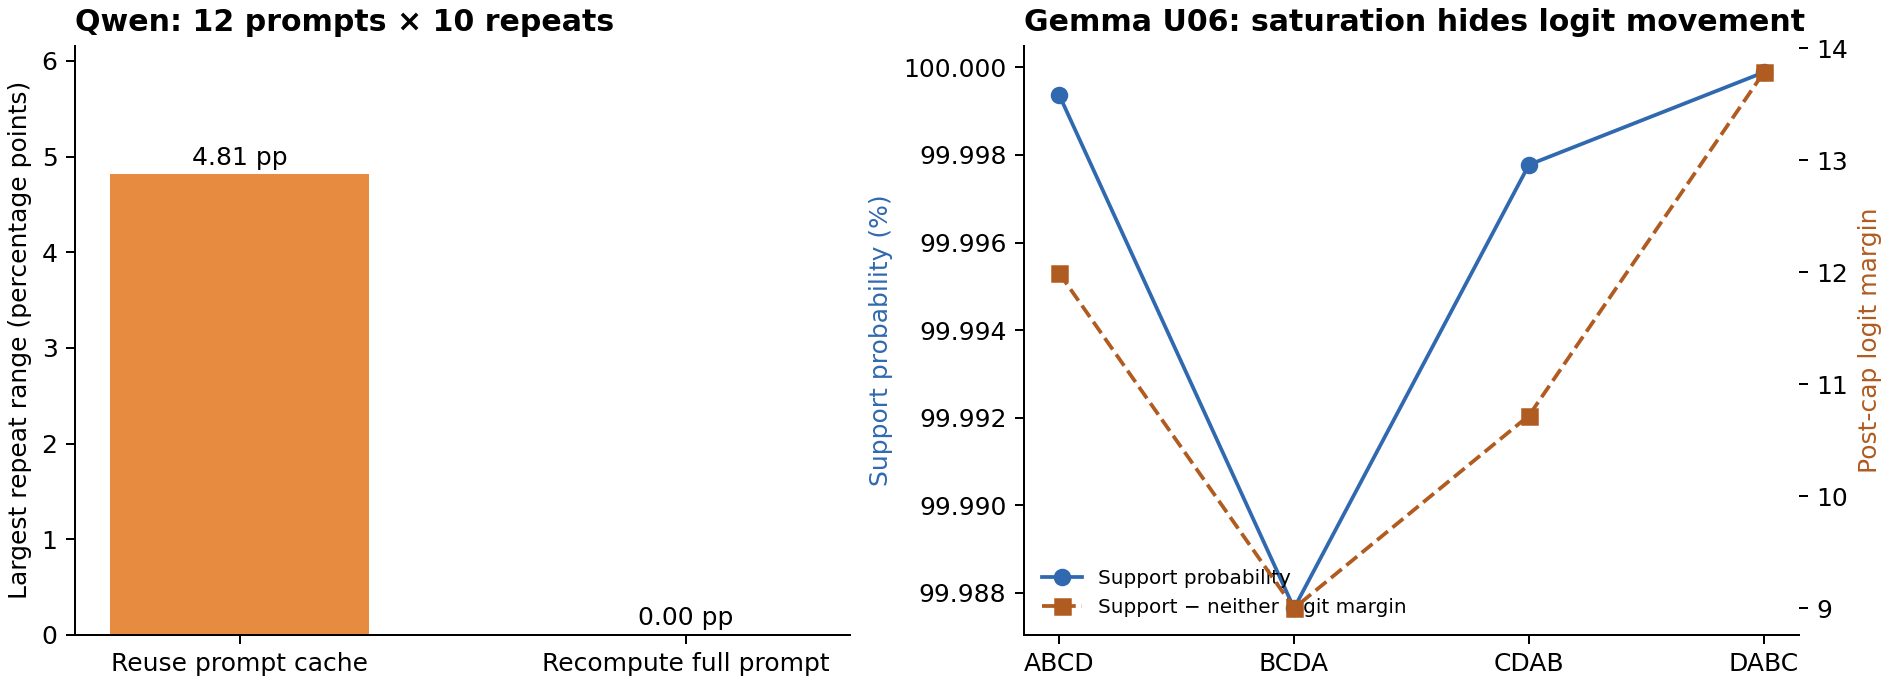 Qwen: 12 prompts × 10 repeats
Largest repeat range (percentage points)
6
5
4
3
2
1
0
4.81 pp
0.00 pp
Reuse prompt cache
Recompute full prompt
Gemma U06: saturation hides logit movement
Support probability (%)
100.000
99.998
99.996
99.994
99.992
99.990
99.988
Support probability
Support − neither logit margin
ABCD
BCDA
CDAB
DABC
14
13
12
11
10
9
Post-cap logit margin